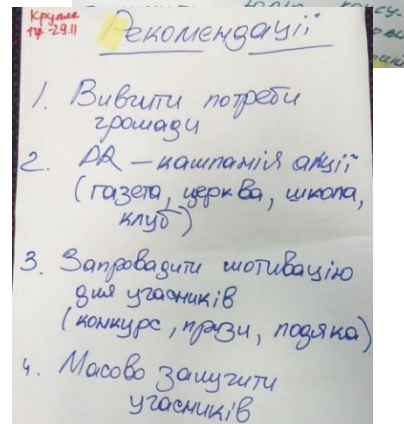 Рекомендації
1. Вивчити потреби
громади
2. PR – кампанія акції
(газета, церква, школа,
клуб)
3. Запровадити мотивацію
для учасників
(конкурс, призи, подяка)
4. Масово залучити
учасників